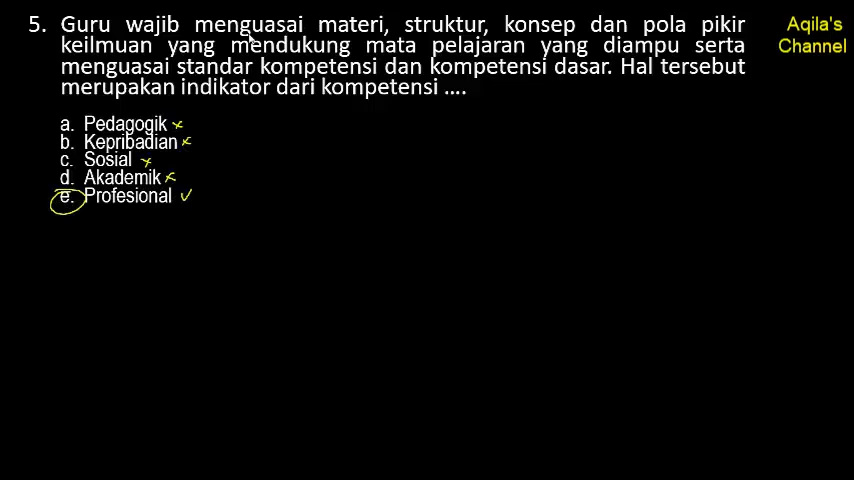 5. Guru wajib menguasai materi, struktur, konsep dan pola pikir
keilmuan yang mendukung mata pelajaran yang diampu serta
menguasai standar kompetensi dan kompetensi dasar. Hal tersebut
merupakan indikator dari kompetensi ....
a. Pedagogik ×
b. Kepribadian ×
c. Sosial ×
d. Akademik ×
e. Profesional ✓
Aqila's
Channel